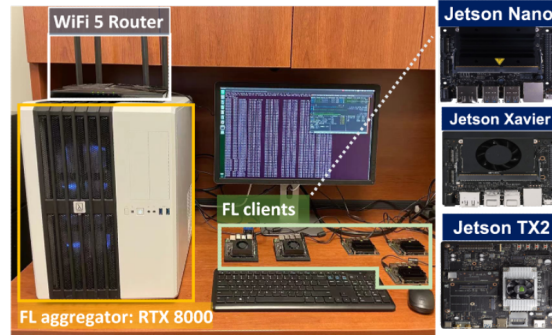 WiFi 5 Router
FL clients
FL aggregator: RTX 8000
Jetson Nano
Jetson Xavier
Jetson TX2